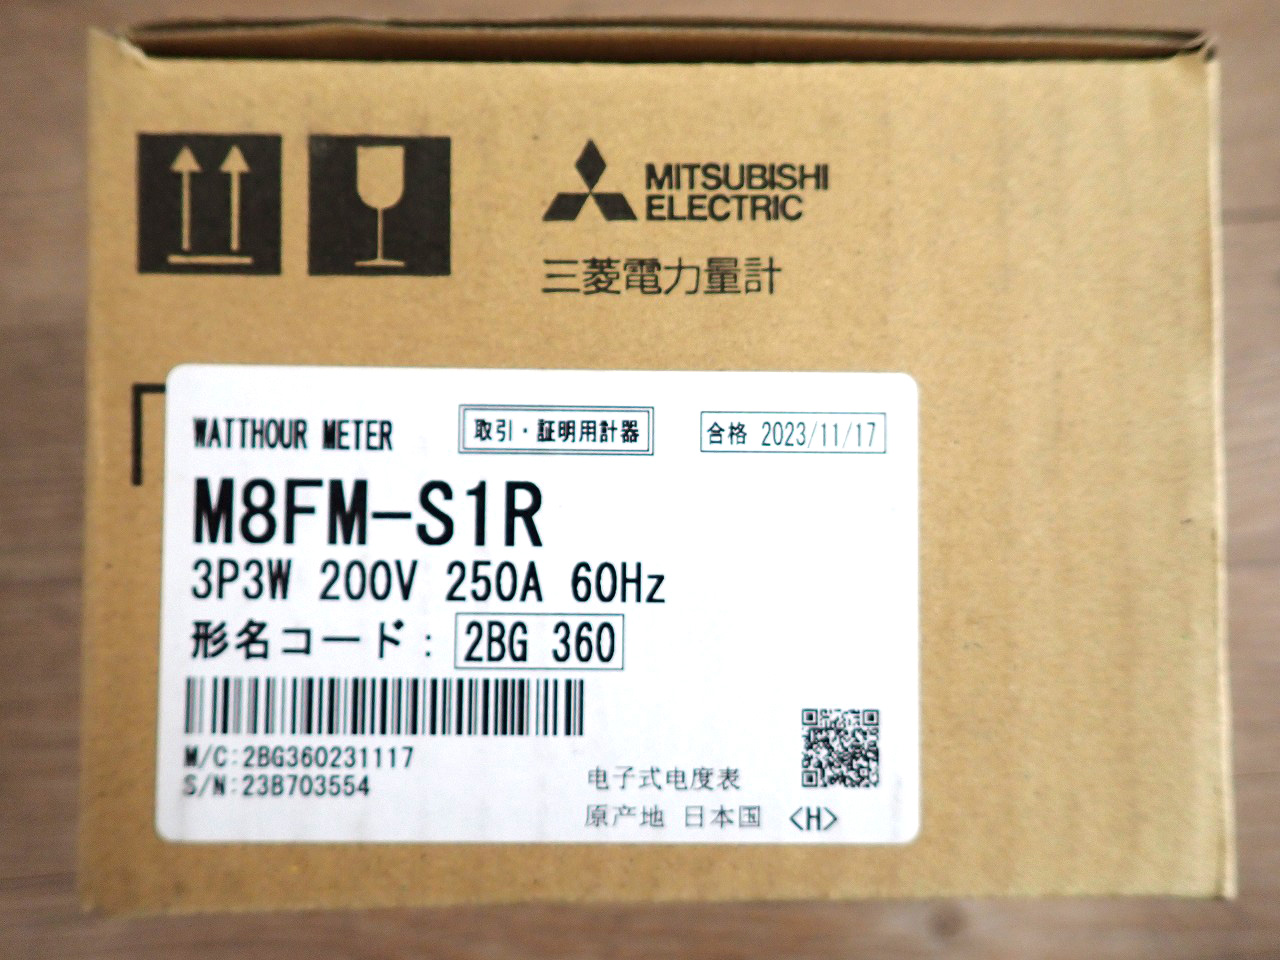 MITSUBISHI
ELECTRIC
三菱電力量計
WATTHOUR METER
取引・証明用計器
合格 2023/11/17
M8FM-S1R
3P3W 200V 250A 60Hz
形名コード: 2BG 360
M/C:2BG360231117
S/N:23B703554
电子式电度表
原产地 日本国 <H>